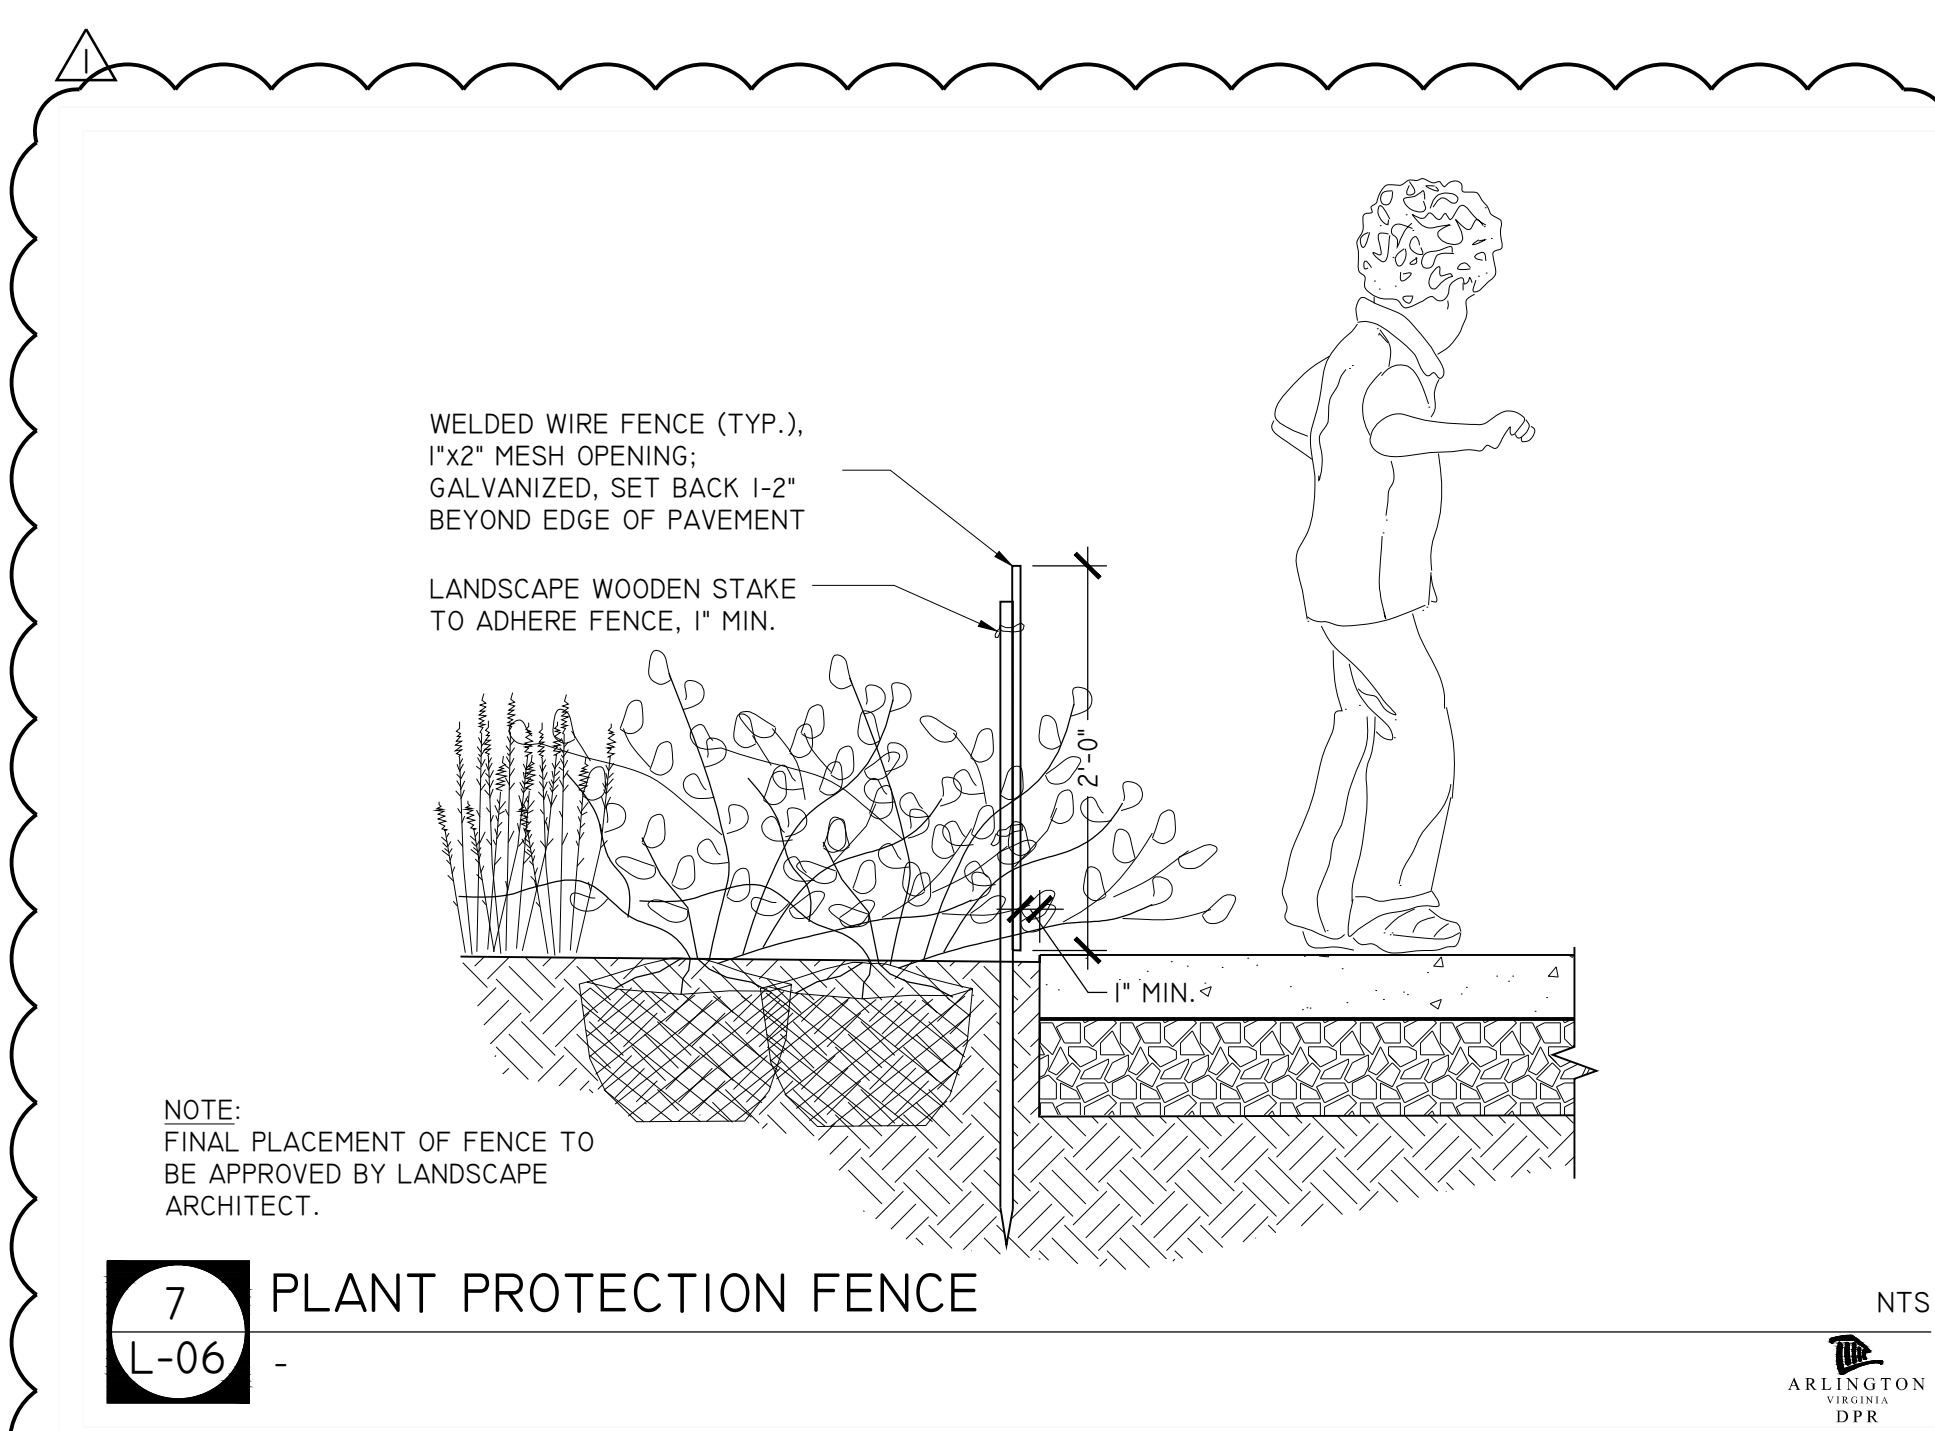 1
WELDED WIRE FENCE (TYP.),
1"x2" MESH OPENING;
GALVANIZED, SET BACK 1-2"
BEYOND EDGE OF PAVEMENT
LANDSCAPE WOODEN STAKE
TO ADHERE FENCE, 1" MIN.
2'-0"
1" MIN.
NOTE:
FINAL PLACEMENT OF FENCE TO
BE APPROVED BY LANDSCAPE
ARCHITECT.
7
L-06
PLANT PROTECTION FENCE
-
NTS
ARLINGTON
VIRGINIA
DPR